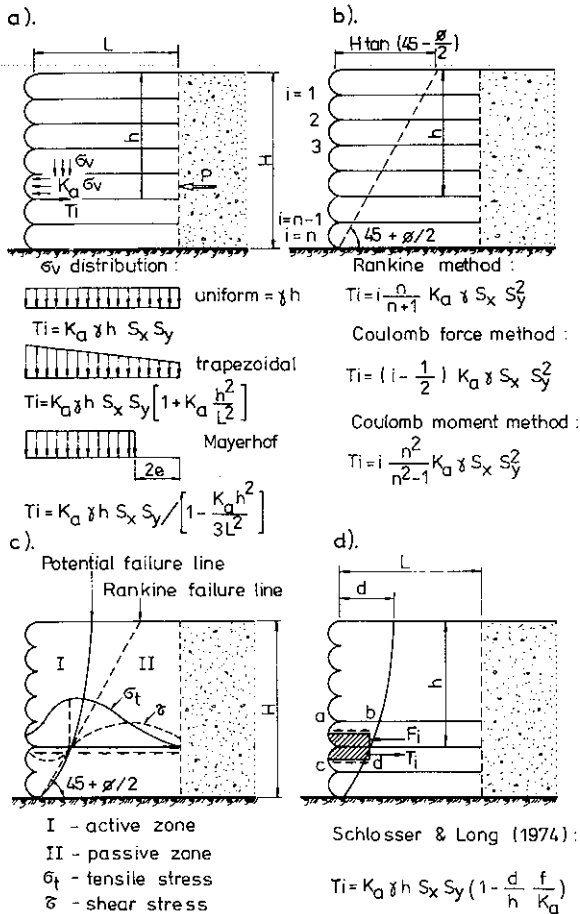 a).
L
h
H
σv
Ka σv
Ti
P
σv distribution :
uniform = γh
Ti = Ka γ h Sx Sy
trapezoidal
Ti = Ka γ h Sx Sy [1 + Ka h²/L²]
Mayerhof
2e
Ti = Ka γ h Sx Sy / [1 - Ka h²/3L²]
b).
H tan (45 - ø/2)
i = 1
2
3
h
i = n-1
i = n
45 + ø/2
Rankine method :
Ti = i n/n+1 Ka γ Sx Sy²
Coulomb force method :
Ti = (i - 1/2) Ka γ Sx Sy²
Coulomb moment method :
Ti = i n²/n²-1 Ka γ Sx Sy²
c).
Potential failure line
Rankine failure line
I
II
σt
τ
H
45 + ø/2
I - active zone
II - passive zone
σt - tensile stress
τ - shear stress
d).
L
d
h
a
b
Fi
c
d
Ti
Schlosser & Long (1974) :
Ti = Ka γ h Sx Sy (1 - d/h f/Ka)